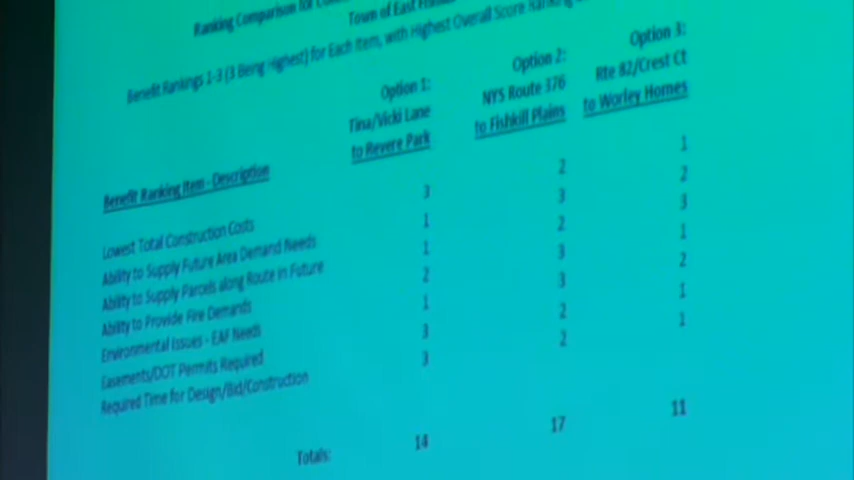 Ranking Comparison for
Town of East
Benefit Rankings 1-3 (3 Being Highest) for Each Item, with Highest Overall Score Ranking
Option 1: Option 2: Option 3:
Tina/Vicki Lane NYS Route 376 Rte 82/Crest Ct
Benefit Ranking Item - Description to Revere Park to Fishkill Plains to Worley Homes
Lowest Total Construction Costs 3 2 1
Ability to Supply Future Area Demand Needs 1 3 2
Ability to Supply Parcels along Route in Future 1 2 3
Ability to Provide Fire Demands 2 3 1
Environmental Issues - EAF Needs 1 3 2
Easements/DOT Permits Required 3 2 1
Required Time for Design/Bid/Construction 3 2 1
Totals: 14 17 11